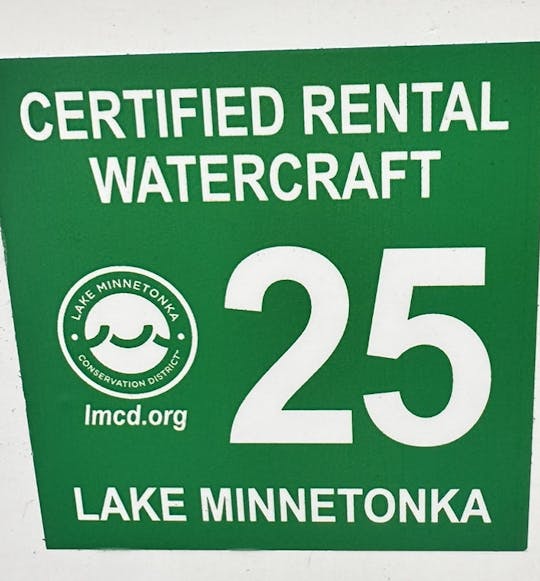 CERTIFIED RENTAL
WATERCRAFT
25
LAKE MINNETONKA
CONSERVATION DISTRICT
lmcd.org
LAKE MINNETONKA